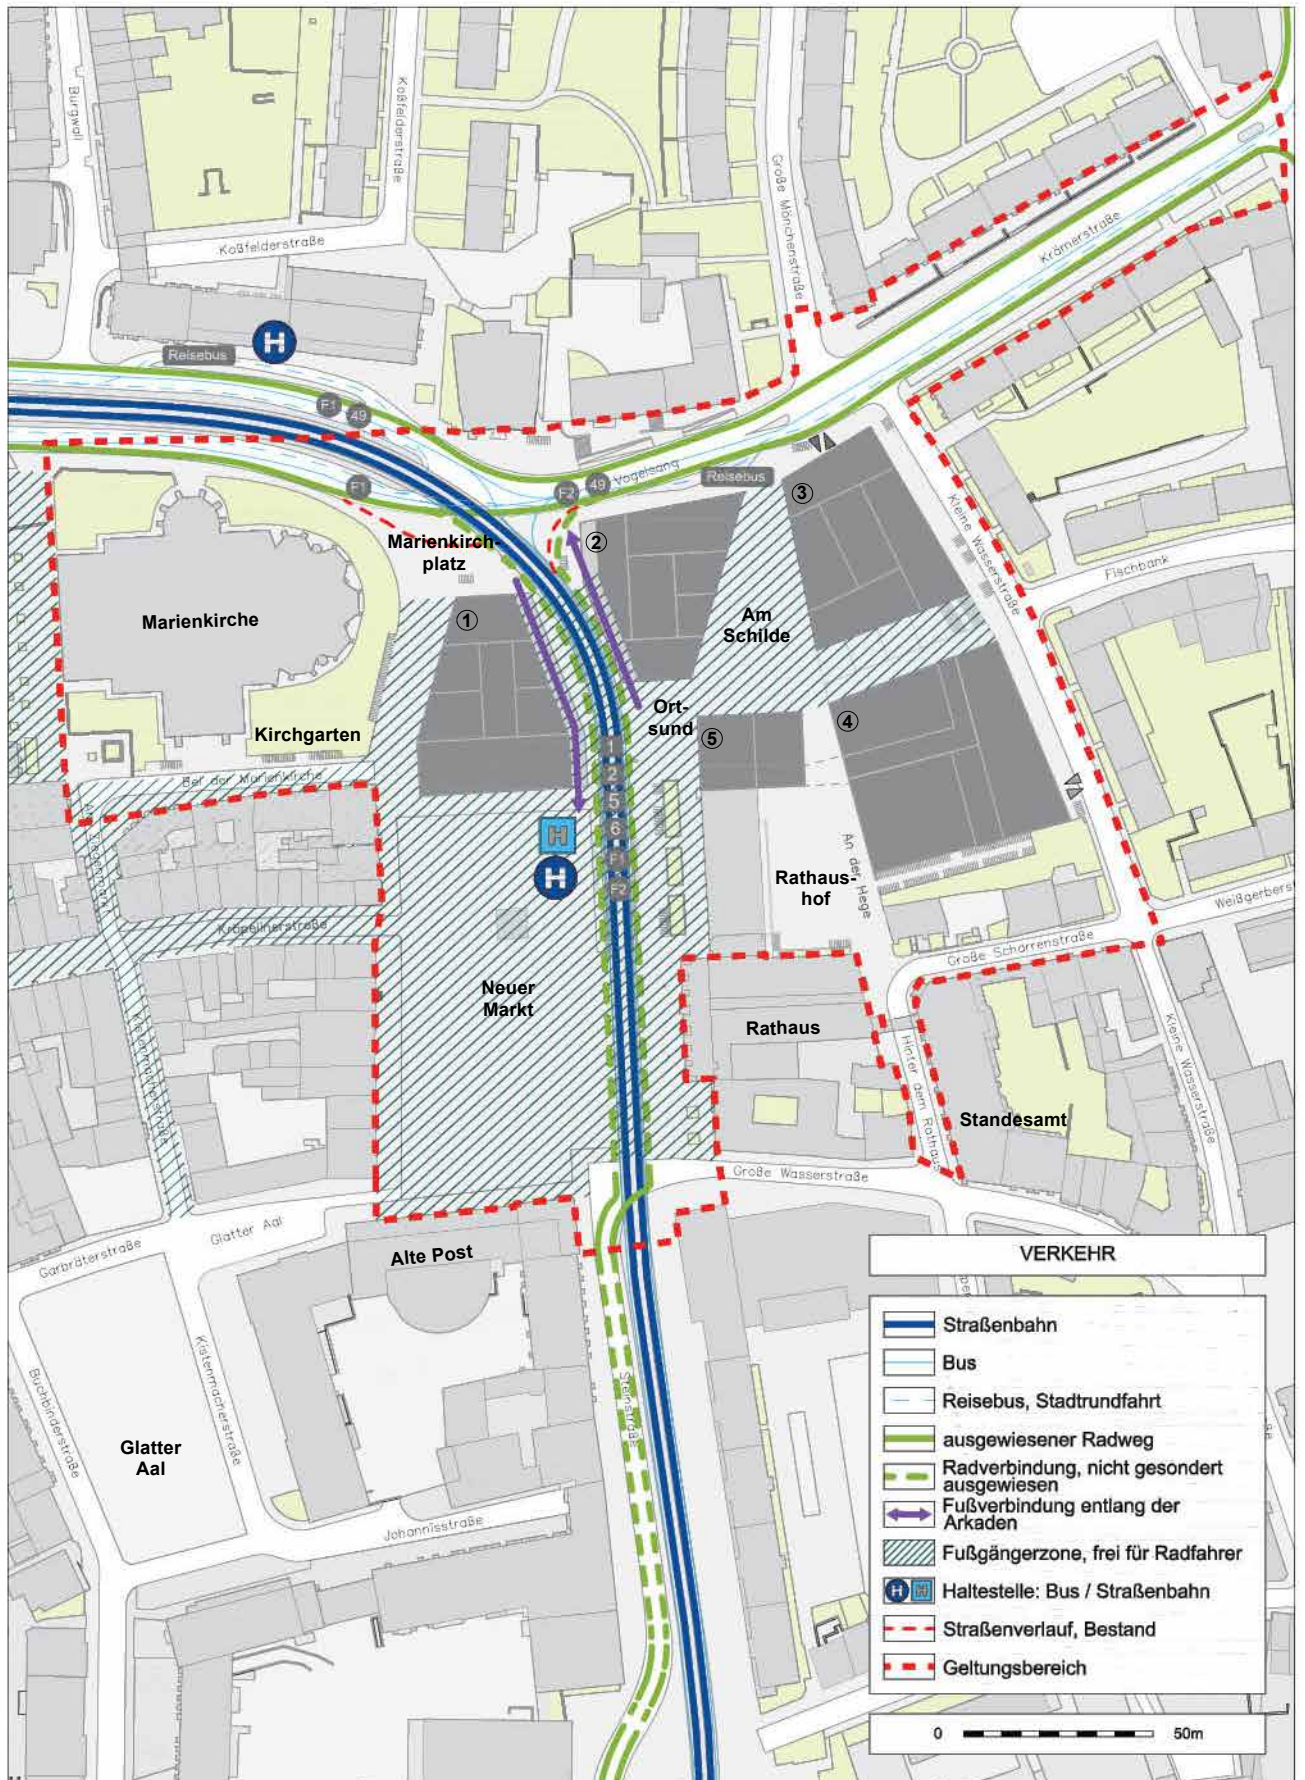 Burgwall
Koßfelderstraße
Koßfelderstraße
Große Mönchenstraße
Krämerstraße
H
Reisebus
F1
49
Vogelsang
Reisebus
F1
F2
49
Kleine Wasserstraße
Fischbank
Marienkirch-
platz
①
②
③
Marienkirche
Am
Schilde
Kirchgarten
Ort-
sund
④
⑤
Bei der Marienkirche
Am Ziegenmarkt
1
2
5
6
F1
F2
H
H
An der Hege
Rathaus-
hof
Weißgerberst
Kröpelinerstraße
Große Scharrenstraße
Neuer
Markt
Rathaus
Kistenmacherstraße
Hinter dem Rathaus
Kleine Wasserstraße
Standesamt
Große Wasserstraße
Glatter Aal
Garbräterstraße
Alte Post
Kistenmacherstraße
Buchbinderstraße
Glatter
Aal
Steinstraße
Johannisstraße
VERKEHR
Straßenbahn
Bus
Reisebus, Stadtrundfahrt
ausgewiesener Radweg
Radverbindung, nicht gesondert
ausgewiesen
Fußverbindung entlang der
Arkaden
Fußgängerzone, frei für Radfahrer
H H Haltestelle: Bus / Straßenbahn
Straßenverlauf, Bestand
Geltungsbereich
0 50m